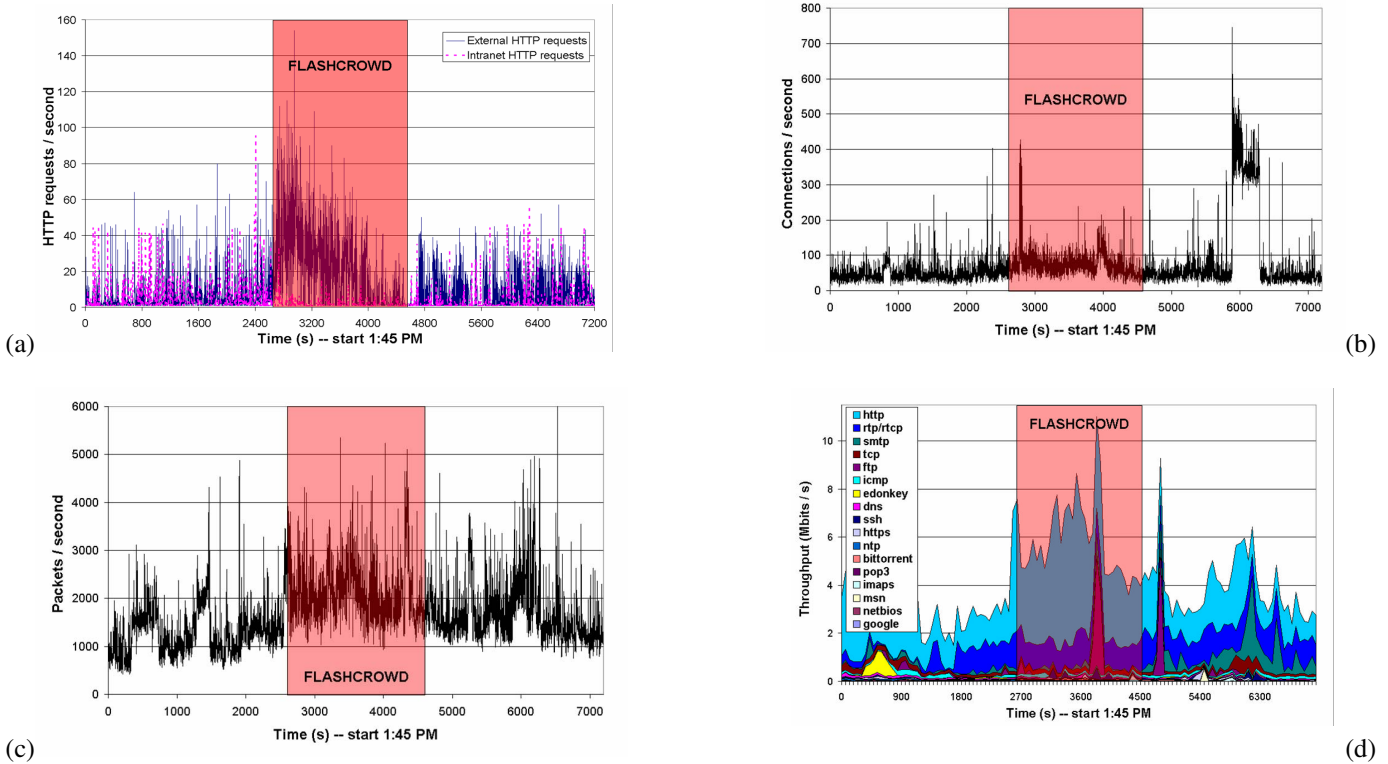 160
140
120
100
80
60
40
20
0
HTTP requests / second
External HTTP requests
Intranet HTTP requests
FLASHCROWD
0 800 1600 2400 3200 4000 4800 5600 6400 7200
Time (s) -- start 1:45 PM
(a)
800
700
600
500
400
300
200
100
0
Connections / second
FLASHCROWD
0 1000 2000 3000 4000 5000 6000 7000
Time (s) -- start 1:45 PM
(b)
6000
5000
4000
3000
2000
1000
0
Packets / second
FLASHCROWD
0 1000 2000 3000 4000 5000 6000 7000
Time (s) -- start 1:45 PM
(c)
10
8
6
4
2
0
Throughput (Mbits / s)
http
rtp/rtcp
smtp
tcp
ftp
icmp
edonkey
dns
ssh
https
ntp
bittorrent
pop3
imaps
msn
netbios
google
FLASHCROWD
0 900 1800 2700 3600 4500 5400 6300
Time (s) -- start 1:45 PM
(d)